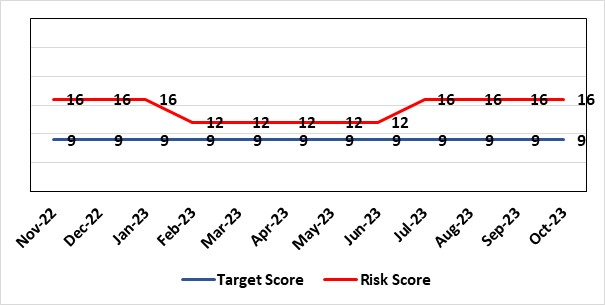 16 16 16 16 16 16 16
12 12 12 12 12
9 9 9 9 9 9 9 9 9 9 9 9
Nov-22 Dec-22 Jan-23 Feb-23 Mar-23 Apr-23 May-23 Jun-23 Jul-23 Aug-23 Sep-23 Oct-23
Target Score Risk Score